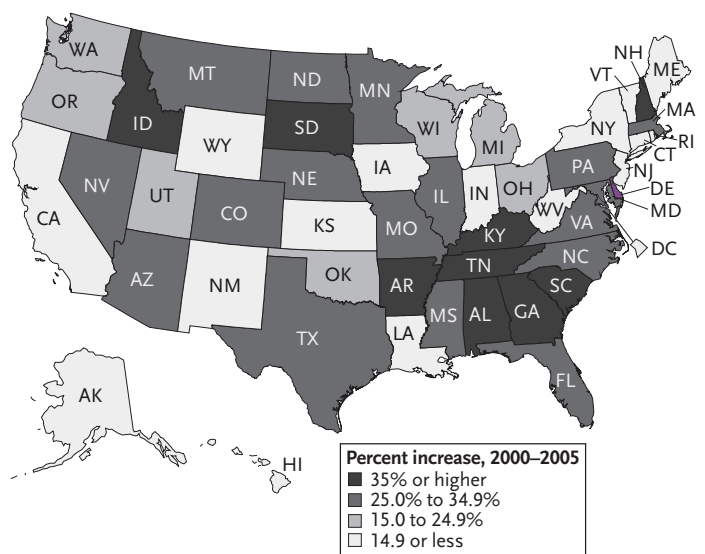 WA
MT
ND
MN
OR
ID
SD
WI
MI
NH
VT
ME
MA
NY
RI
CT
WY
IA
NE
PA
NJ
NV
UT
CO
IL
IN
OH
DE
WV
MD
CA
KS
MO
KY
VA
DC
AZ
NM
OK
AR
TN
NC
SC
TX
MS
AL
GA
LA
FL
AK
HI
Percent increase, 2000–2005
35% or higher
25.0% to 34.9%
15.0 to 24.9%
14.9 or less